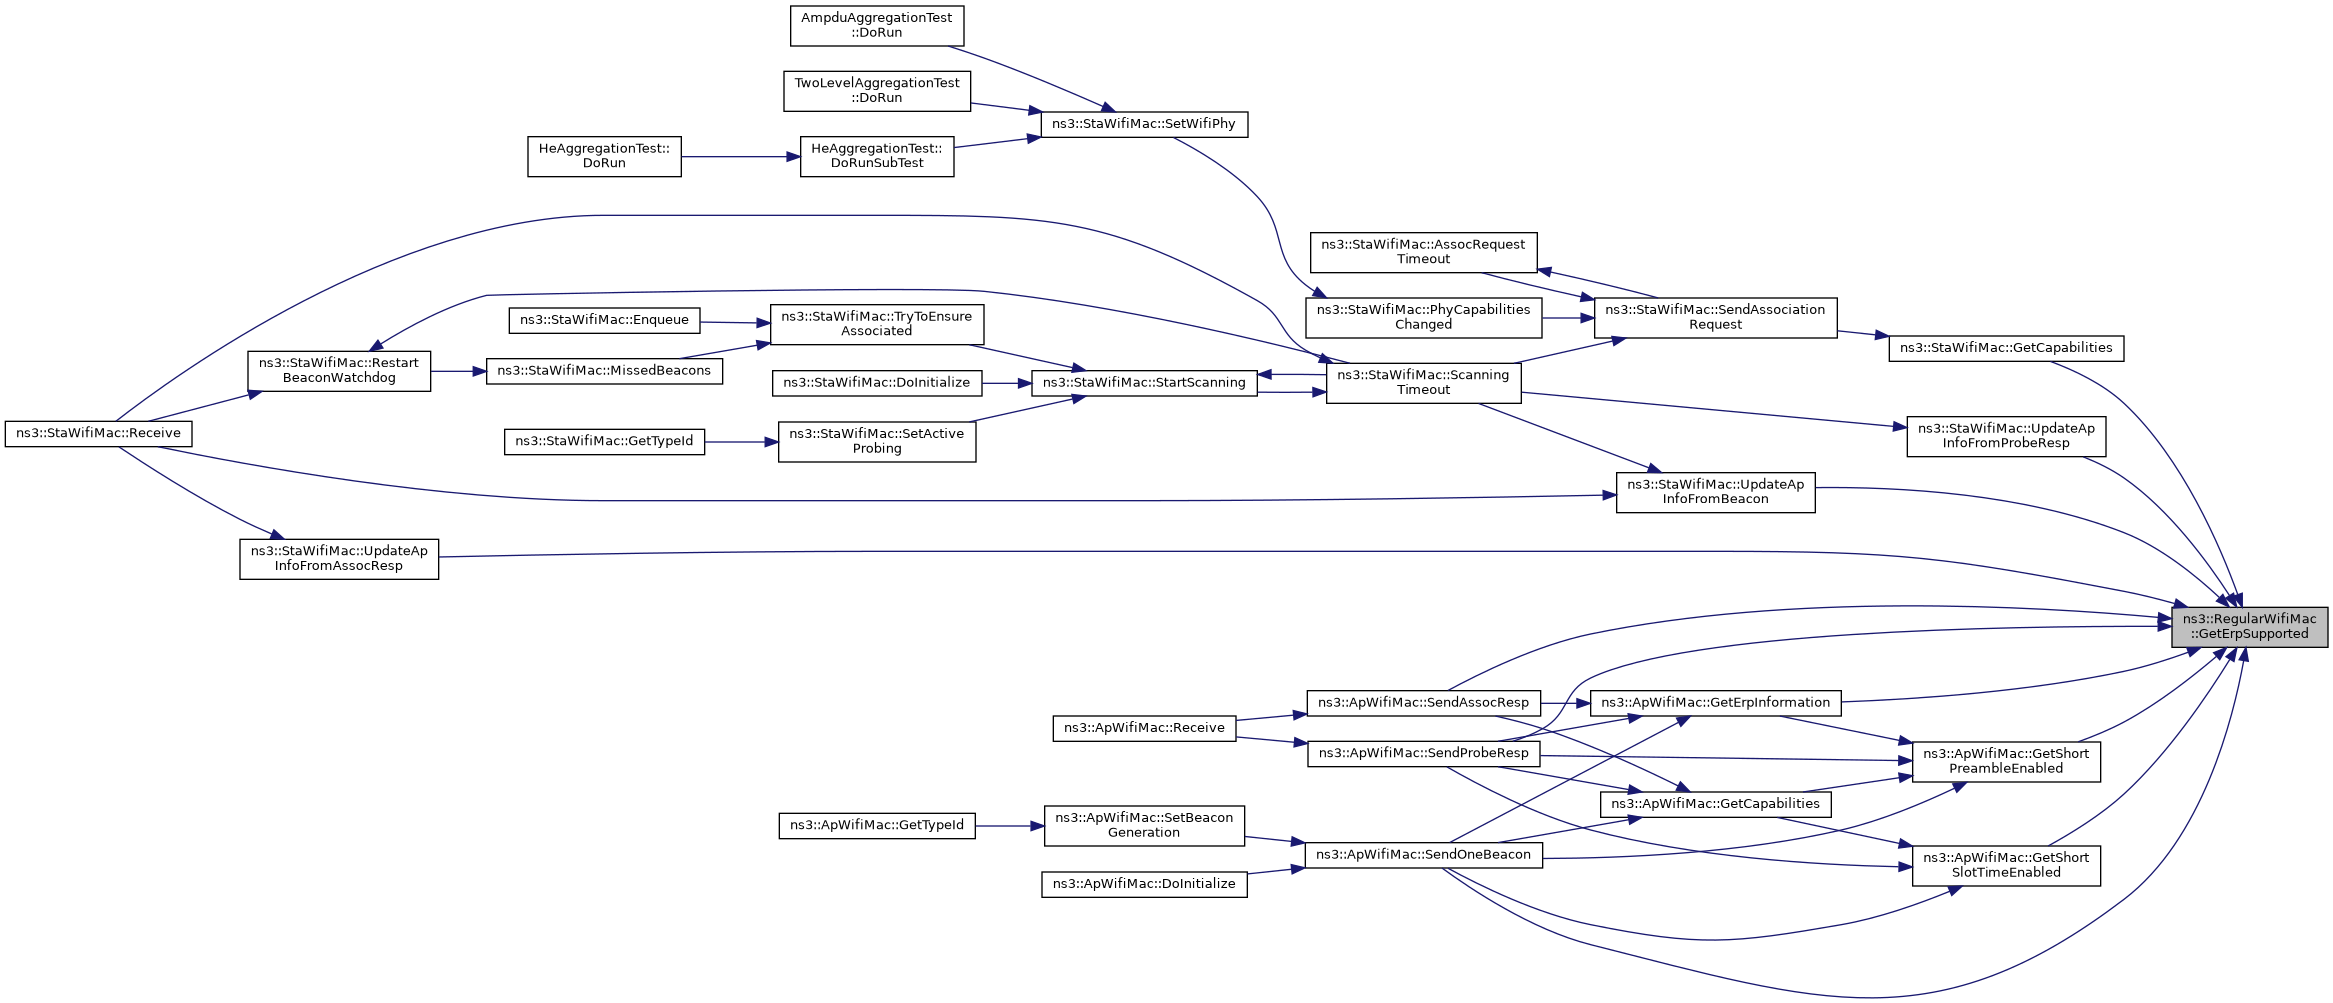 AmpduAggregationTest
::DoRun
TwoLevelAggregationTest
::DoRun
ns3::StaWifiMac::SetWifiPhy
HeAggregationTest::
DoRun
HeAggregationTest::
DoRunSubTest
ns3::StaWifiMac::AssocRequest
Timeout
ns3::StaWifiMac::PhyCapabilities
Changed
ns3::StaWifiMac::SendAssociation
Request
ns3::StaWifiMac::GetCapabilities
ns3::StaWifiMac::Enqueue
ns3::StaWifiMac::TryToEnsure
Associated
ns3::StaWifiMac::Restart
BeaconWatchdog
ns3::StaWifiMac::MissedBeacons
ns3::StaWifiMac::DoInitialize
ns3::StaWifiMac::StartScanning
ns3::StaWifiMac::Scanning
Timeout
ns3::StaWifiMac::Receive
ns3::StaWifiMac::GetTypeId
ns3::StaWifiMac::SetActive
Probing
ns3::StaWifiMac::UpdateAp
InfoFromProbeResp
ns3::StaWifiMac::UpdateAp
InfoFromBeacon
ns3::StaWifiMac::UpdateAp
InfoFromAssocResp
ns3::RegularWifiMac
::GetErpSupported
ns3::ApWifiMac::SendAssocResp
ns3::ApWifiMac::GetErpInformation
ns3::ApWifiMac::Receive
ns3::ApWifiMac::SendProbeResp
ns3::ApWifiMac::GetShort
PreambleEnabled
ns3::ApWifiMac::GetCapabilities
ns3::ApWifiMac::GetTypeId
ns3::ApWifiMac::SetBeacon
Generation
ns3::ApWifiMac::SendOneBeacon
ns3::ApWifiMac::GetShort
SlotTimeEnabled
ns3::ApWifiMac::DoInitialize